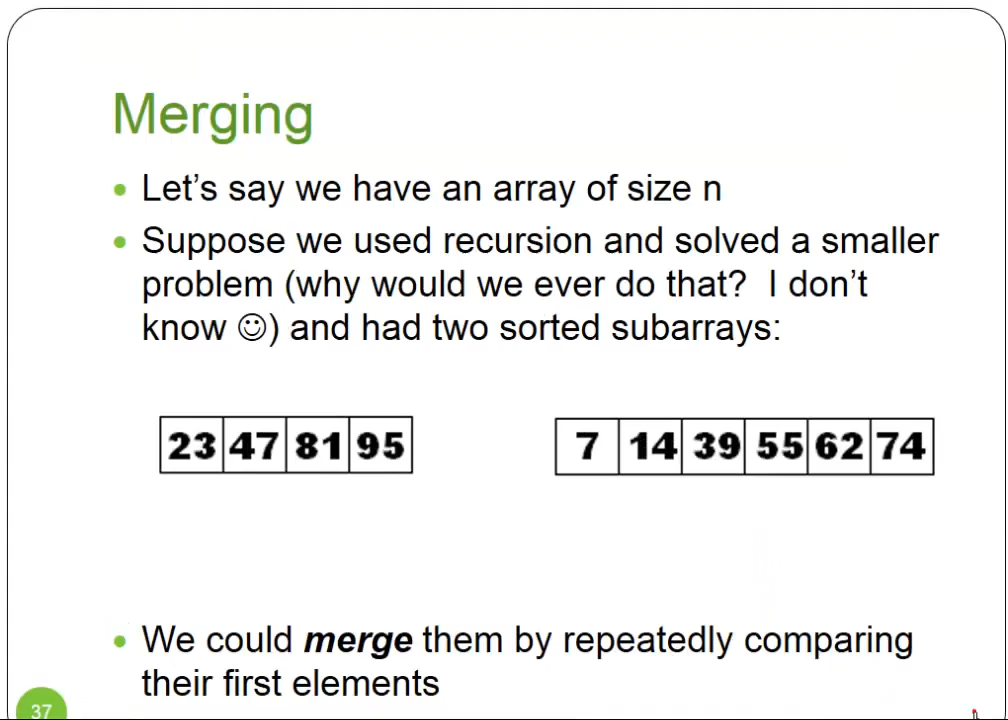 Merging
• Let’s say we have an array of size n
• Suppose we used recursion and solved a smaller
problem (why would we ever do that?  I don’t
know ☺) and had two sorted subarrays:
23 47 81 95
7 14 39 55 62 74
• We could merge them by repeatedly comparing
their first elements
37